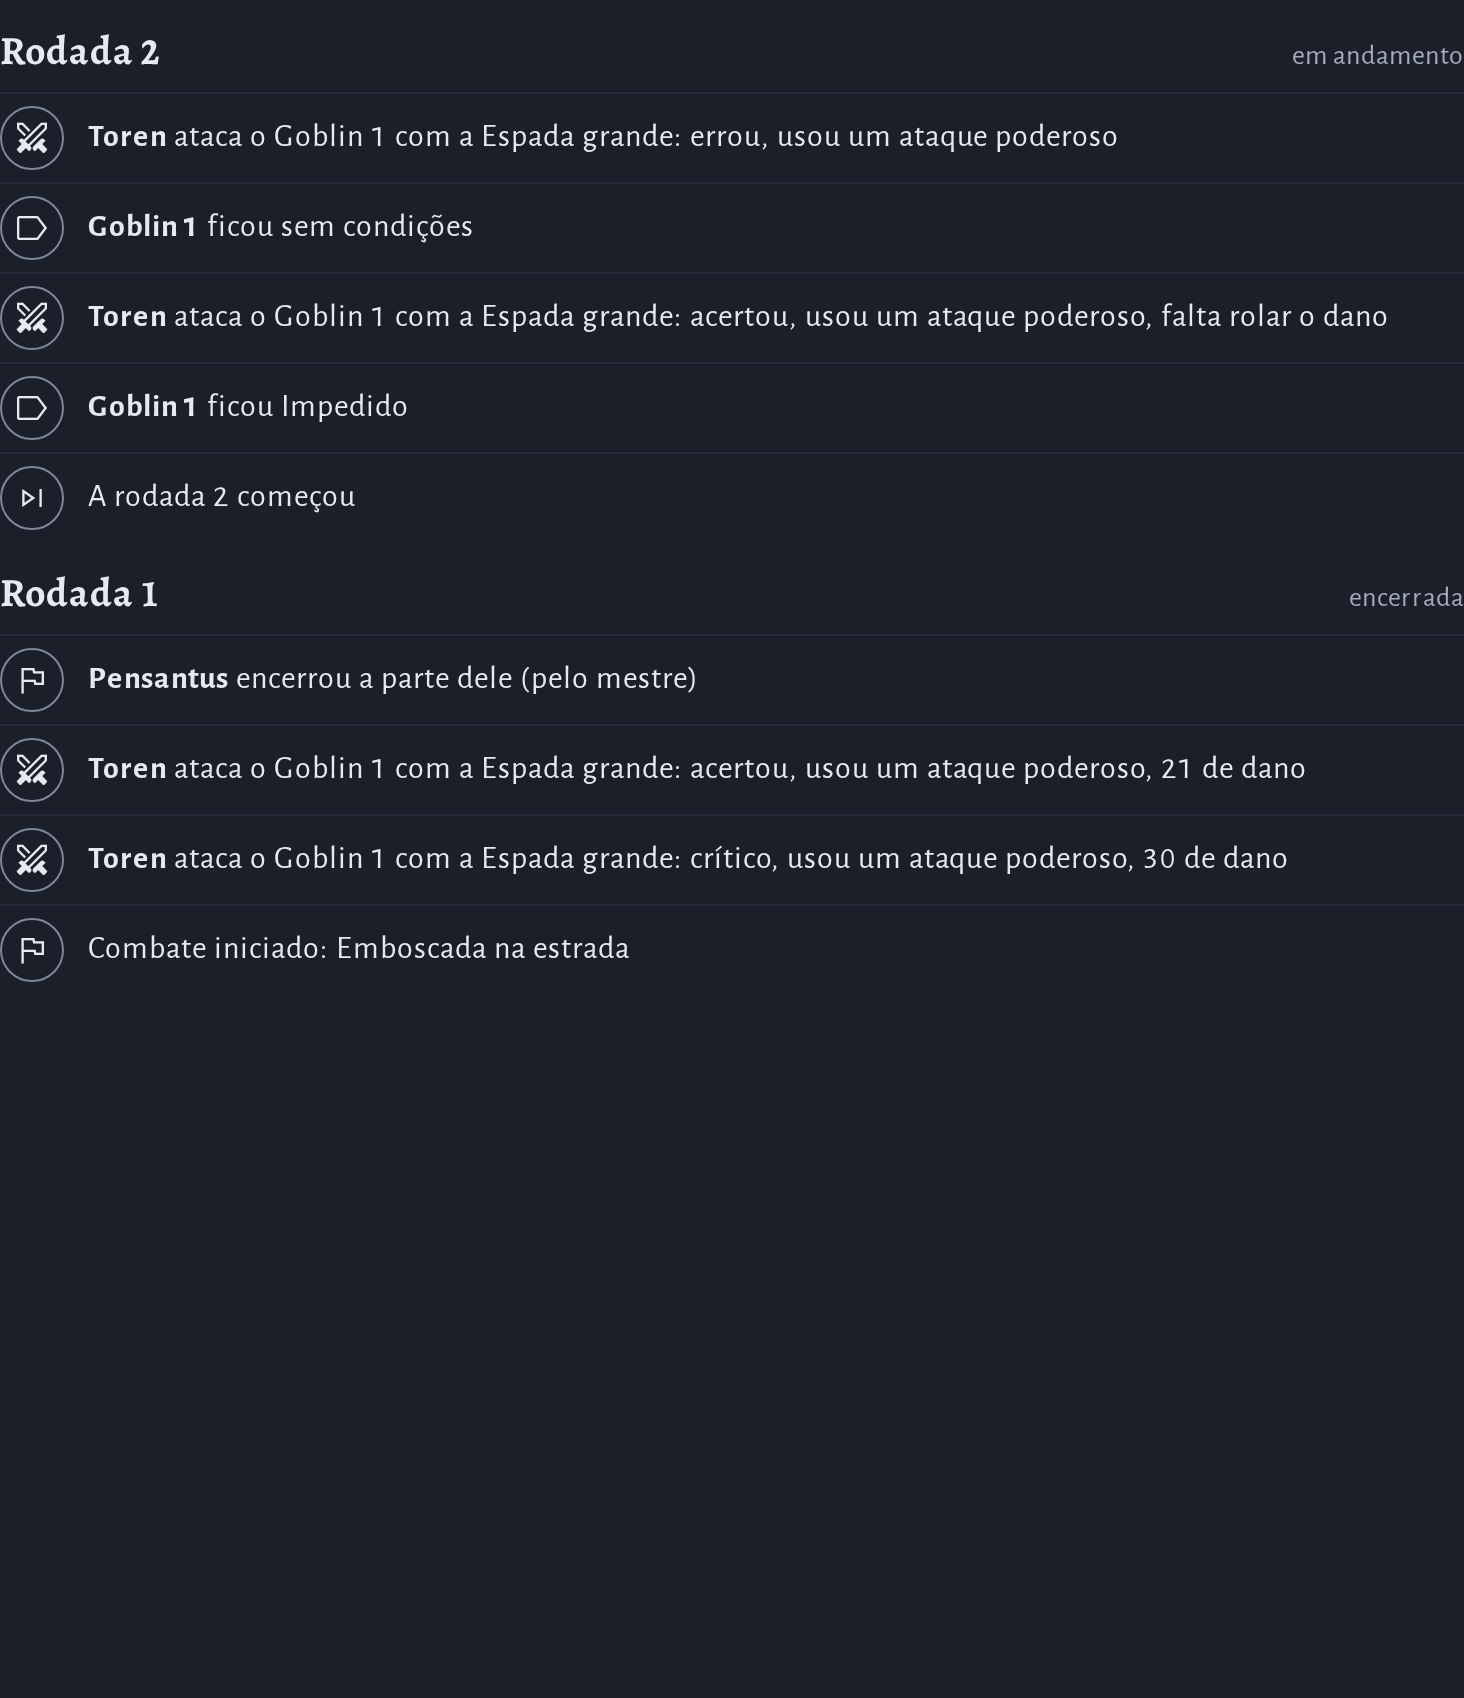 Rodada 2
em andamento
Toren ataca o Goblin 1 com a Espada grande: errou, usou um ataque poderoso
Goblin 1 ficou sem condições
Toren ataca o Goblin 1 com a Espada grande: acertou, usou um ataque poderoso, falta rolar o dano
Goblin 1 ficou Impedido
A rodada 2 começou
Rodada 1
encerrada
Pensantus encerrou a parte dele (pelo mestre)
Toren ataca o Goblin 1 com a Espada grande: acertou, usou um ataque poderoso, 21 de dano
Toren ataca o Goblin 1 com a Espada grande: crítico, usou um ataque poderoso, 30 de dano
Combate iniciado: Emboscada na estrada